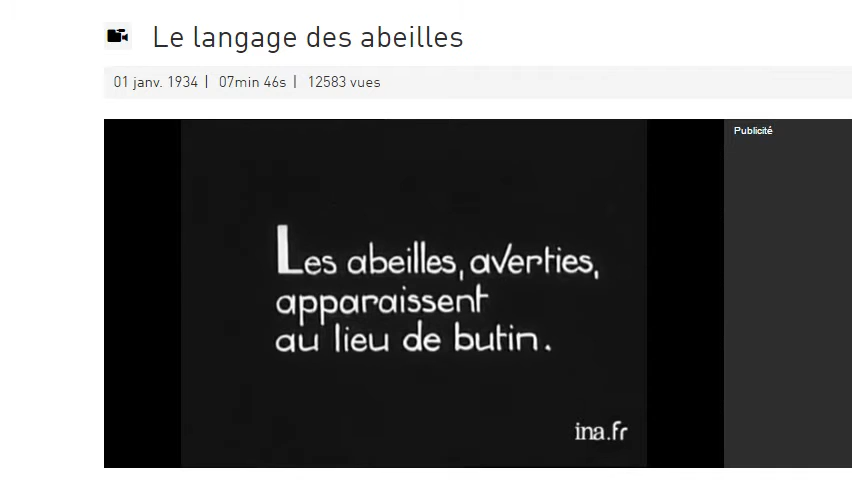 Le langage des abeilles
01 janv. 1934 | 07min 46s | 12583 vues
Publicité
Les abeilles, averties,
apparaissent
au lieu de butin.
ina.fr